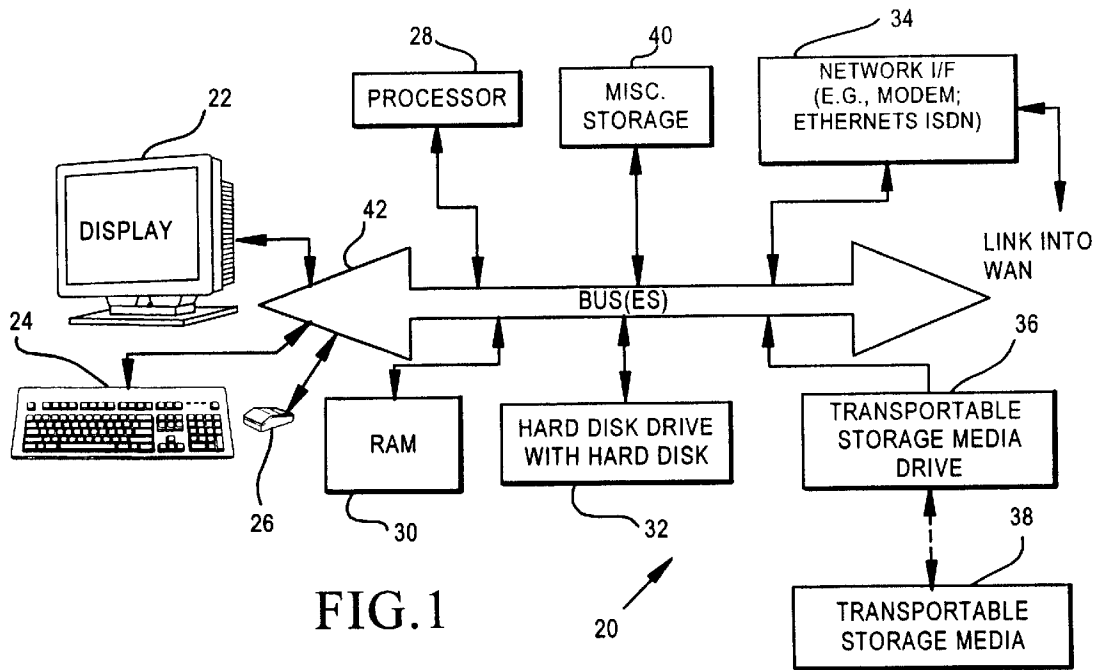 28
40
34
PROCESSOR
MISC.
STORAGE
NETWORK I/F
(E.G., MODEM;
ETHERNETS ISDN)
22
DISPLAY
42
LINK INTO
WAN
BUS(ES)
24
36
RAM
HARD DISK DRIVE
WITH HARD DISK
TRANSPORTABLE
STORAGE MEDIA
DRIVE
26
30
32
38
FIG.1
20
TRANSPORTABLE
STORAGE MEDIA